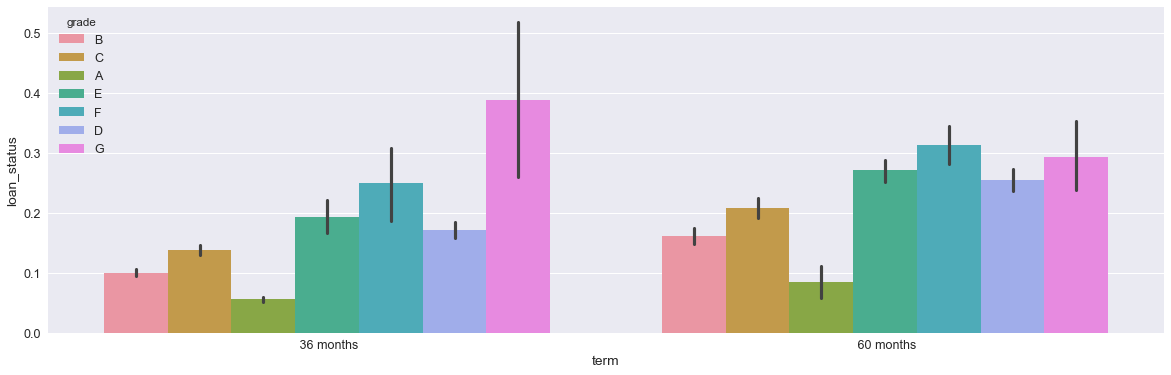 grade
B
C
A
E
F
D
G
0.5
0.4
0.3
0.2
0.1
0.0
loan_status
36 months
60 months
term